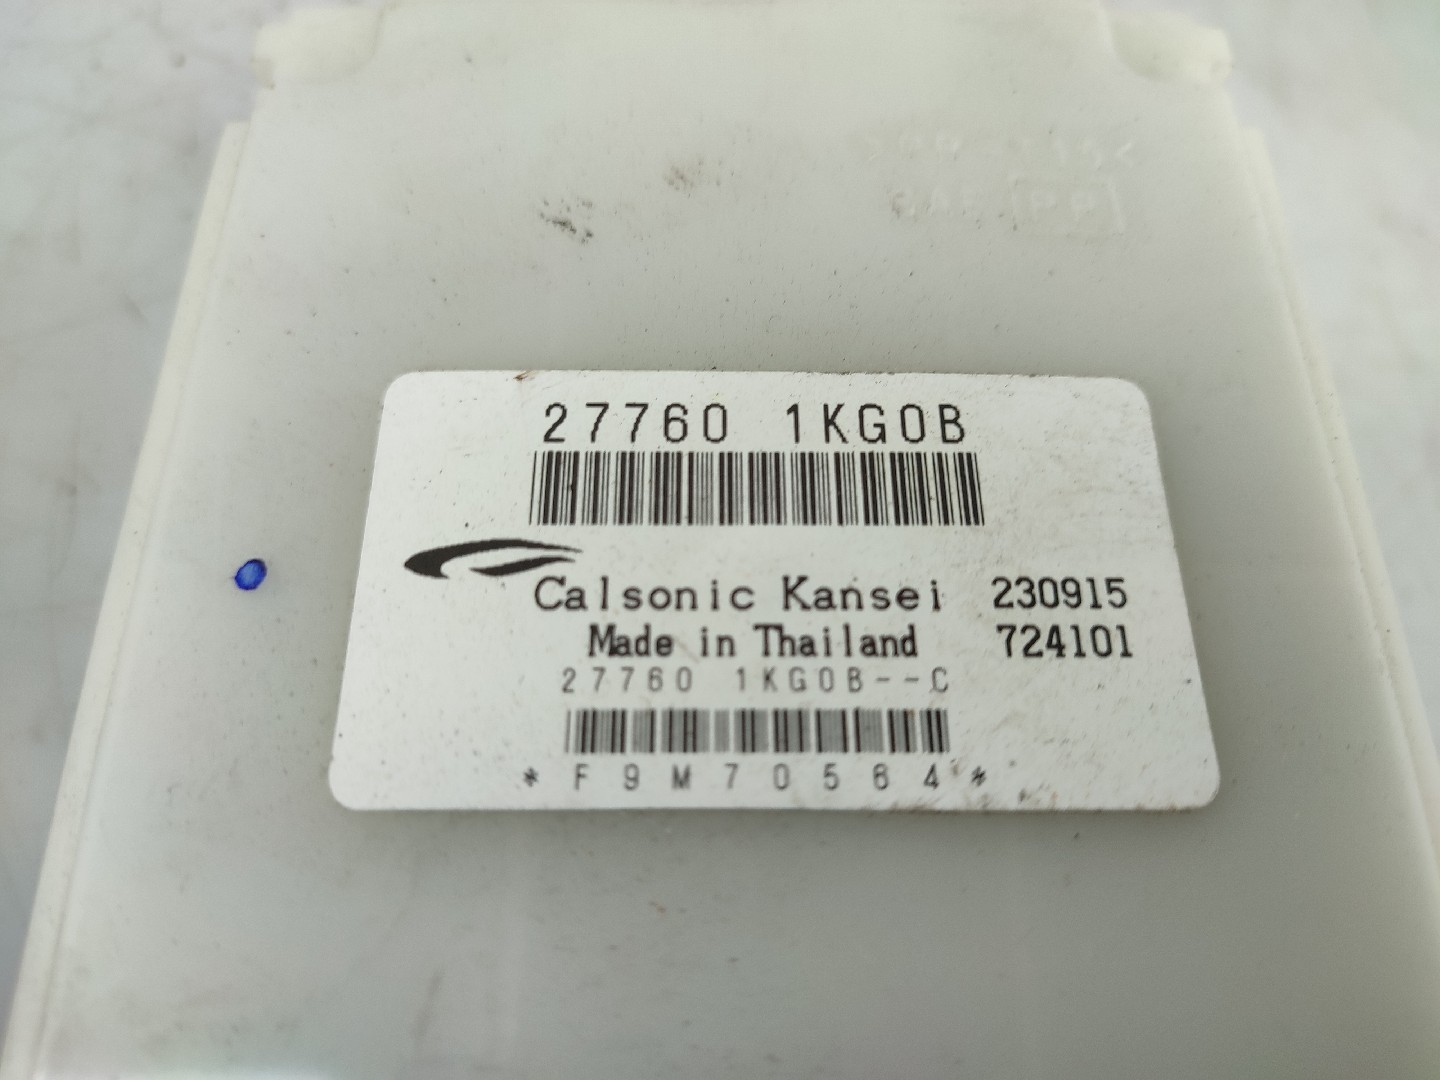 27760 1KG0B
Calsonic Kansei 230915
Made in Thailand 724101
27760 1KG0B--C
*F9M70564*